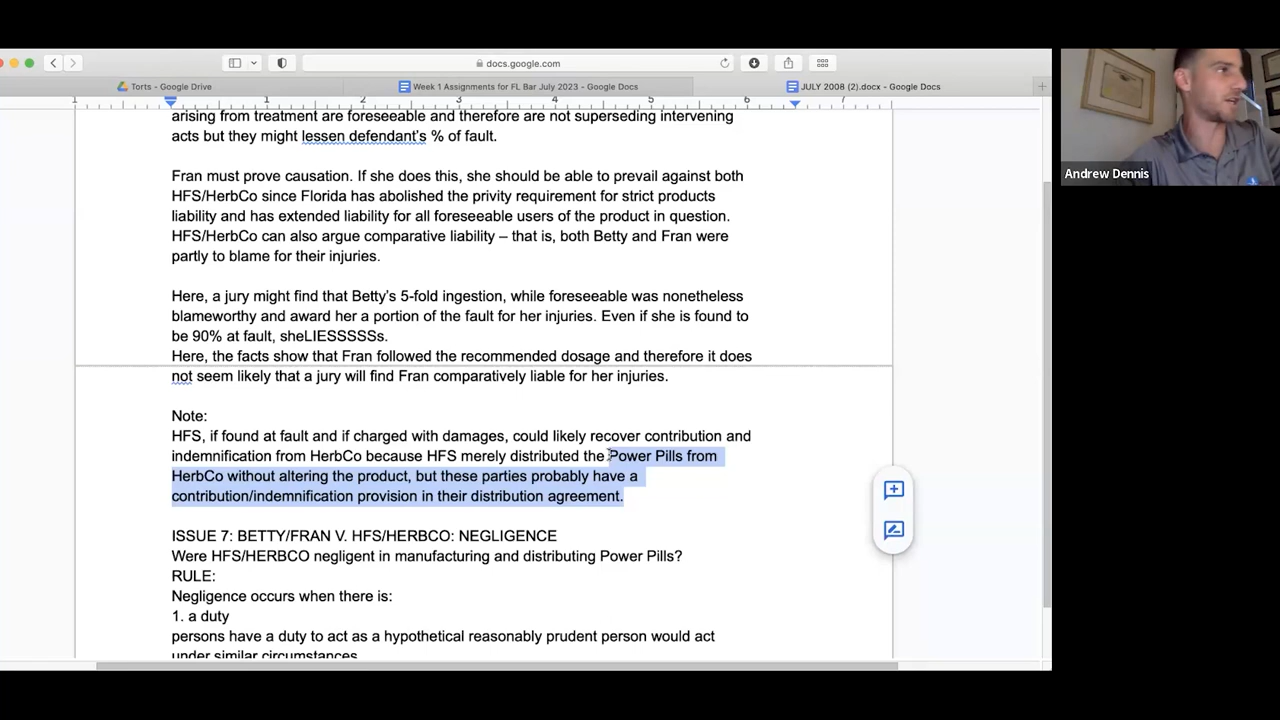 docs.google.com
Torts - Google Drive
Week 1 Assignments for FL Bar July 2023 - Google Docs
JULY 2008 (2).docx - Google Docs
1 1 2 3 4 5 6 7
arising from treatment are foreseeable and therefore are not superseding intervening
acts but they might lessen defendant's % of fault.
Fran must prove causation. If she does this, she should be able to prevail against both
HFS/HerbCo since Florida has abolished the privity requirement for strict products
liability and has extended liability for all foreseeable users of the product in question.
HFS/HerbCo can also argue comparative liability – that is, both Betty and Fran were
partly to blame for their injuries.
Here, a jury might find that Betty's 5-fold ingestion, while foreseeable was nonetheless
blameworthy and award her a portion of the fault for her injuries. Even if she is found to
be 90% at fault, sheLIESSSSSs.
Here, the facts show that Fran followed the recommended dosage and therefore it does
not seem likely that a jury will find Fran comparatively liable for her injuries.
Note:
HFS, if found at fault and if charged with damages, could likely recover contribution and
indemnification from HerbCo because HFS merely distributed the Power Pills from
HerbCo without altering the product, but these parties probably have a
contribution/indemnification provision in their distribution agreement.
ISSUE 7: BETTY/FRAN V. HFS/HERBCO: NEGLIGENCE
Were HFS/HERBCO negligent in manufacturing and distributing Power Pills?
RULE:
Negligence occurs when there is:
1. a duty
persons have a duty to act as a hypothetical reasonably prudent person would act
under similar circumstances
Andrew Dennis